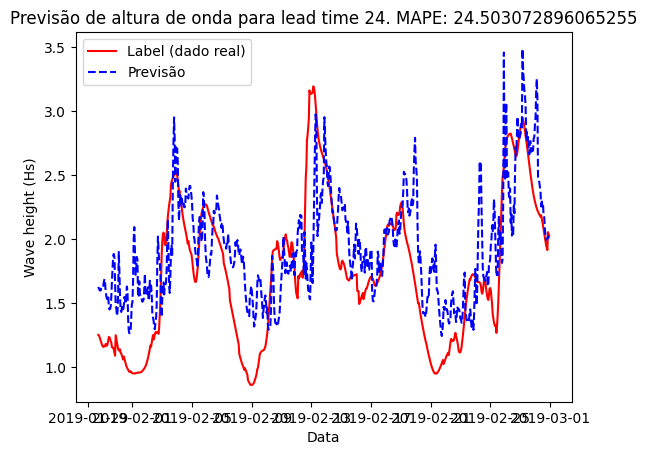 Previsão de altura de onda para lead time 24. MAPE: 24.503072896065255
Label (dado real)
Previsão
3.5
3.0
2.5
2.0
1.5
1.0
Wave height (Hs)
2019-01-29 2019-02-01 2019-02-05 2019-02-09 2019-02-13 2019-02-17 2019-02-21 2019-02-25 2019-03-01
Data